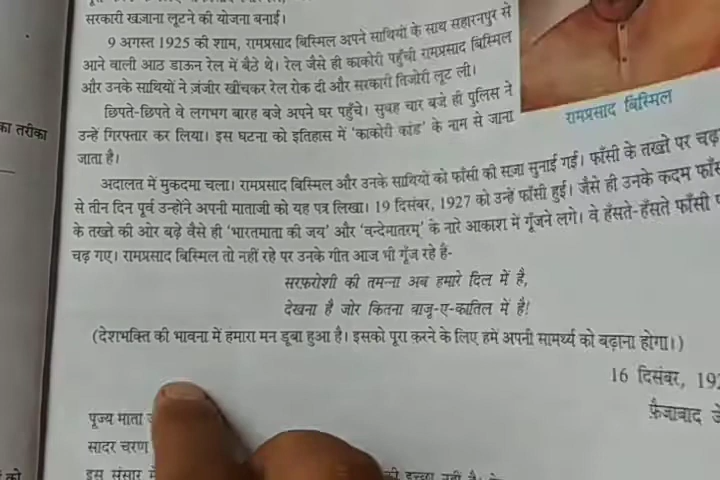 सरकारी खज़ाना लूटने की योजना बनाई।
9 अगस्त 1925 की शाम, रामप्रसाद बिस्मिल अपने साथियों के साथ सहारनपुर से
आने वाली आठ डाऊन रेल में बैठे थे। रेल जैसे ही काकोरी पहुँची रामप्रसाद बिस्मिल
और उनके साथियों ने ज़ंजीर खींचकर रेल रोक दी और सरकारी तिजोरी लूट ली।
छिपते-छिपते वे लगभग बारह बजे अपने घर पहुँचे। सुबह चार बजे ही पुलिस ने
उन्हें गिरफ्तार कर लिया। इस घटना को इतिहास में 'काकोरी कांड' के नाम से जाना
जाता है।
रामप्रसाद बिस्मिल
का तरीका
अदालत में मुकदमा चला। रामप्रसाद बिस्मिल और उनके साथियों को फाँसी की सज़ा सुनाई गई। फाँसी के तख्ते पर चढ़
से तीन दिन पूर्व उन्होंने अपनी माताजी को यह पत्र लिखा। 19 दिसंबर, 1927 को उन्हें फाँसी हुई। जैसे ही उनके कदम
के तख्ते की ओर बढ़े वैसे ही 'भारतमाता की जय' और 'वन्देमातरम्' के नारे आकाश में गूँजने लगे। वे हँसते-हँसते फाँसी
चढ़ गए। रामप्रसाद बिस्मिल तो नहीं रहे पर उनके गीत आज भी गूँज रहे हैं-
सरफ़रोशी की तमन्ना अब हमारे दिल में है,
देखना है जोर कितना बाजू-ए-कातिल में है!
(देशभक्ति की भावना में हमारा मन डूबा हुआ है। इसको पूरा करने के लिए हमें अपनी सामर्थ्य को बढ़ाना होगा।)
16 दिसंबर, 19
फ़ैजाबाद
पूज्य माता
सादर चरण
इस संसार